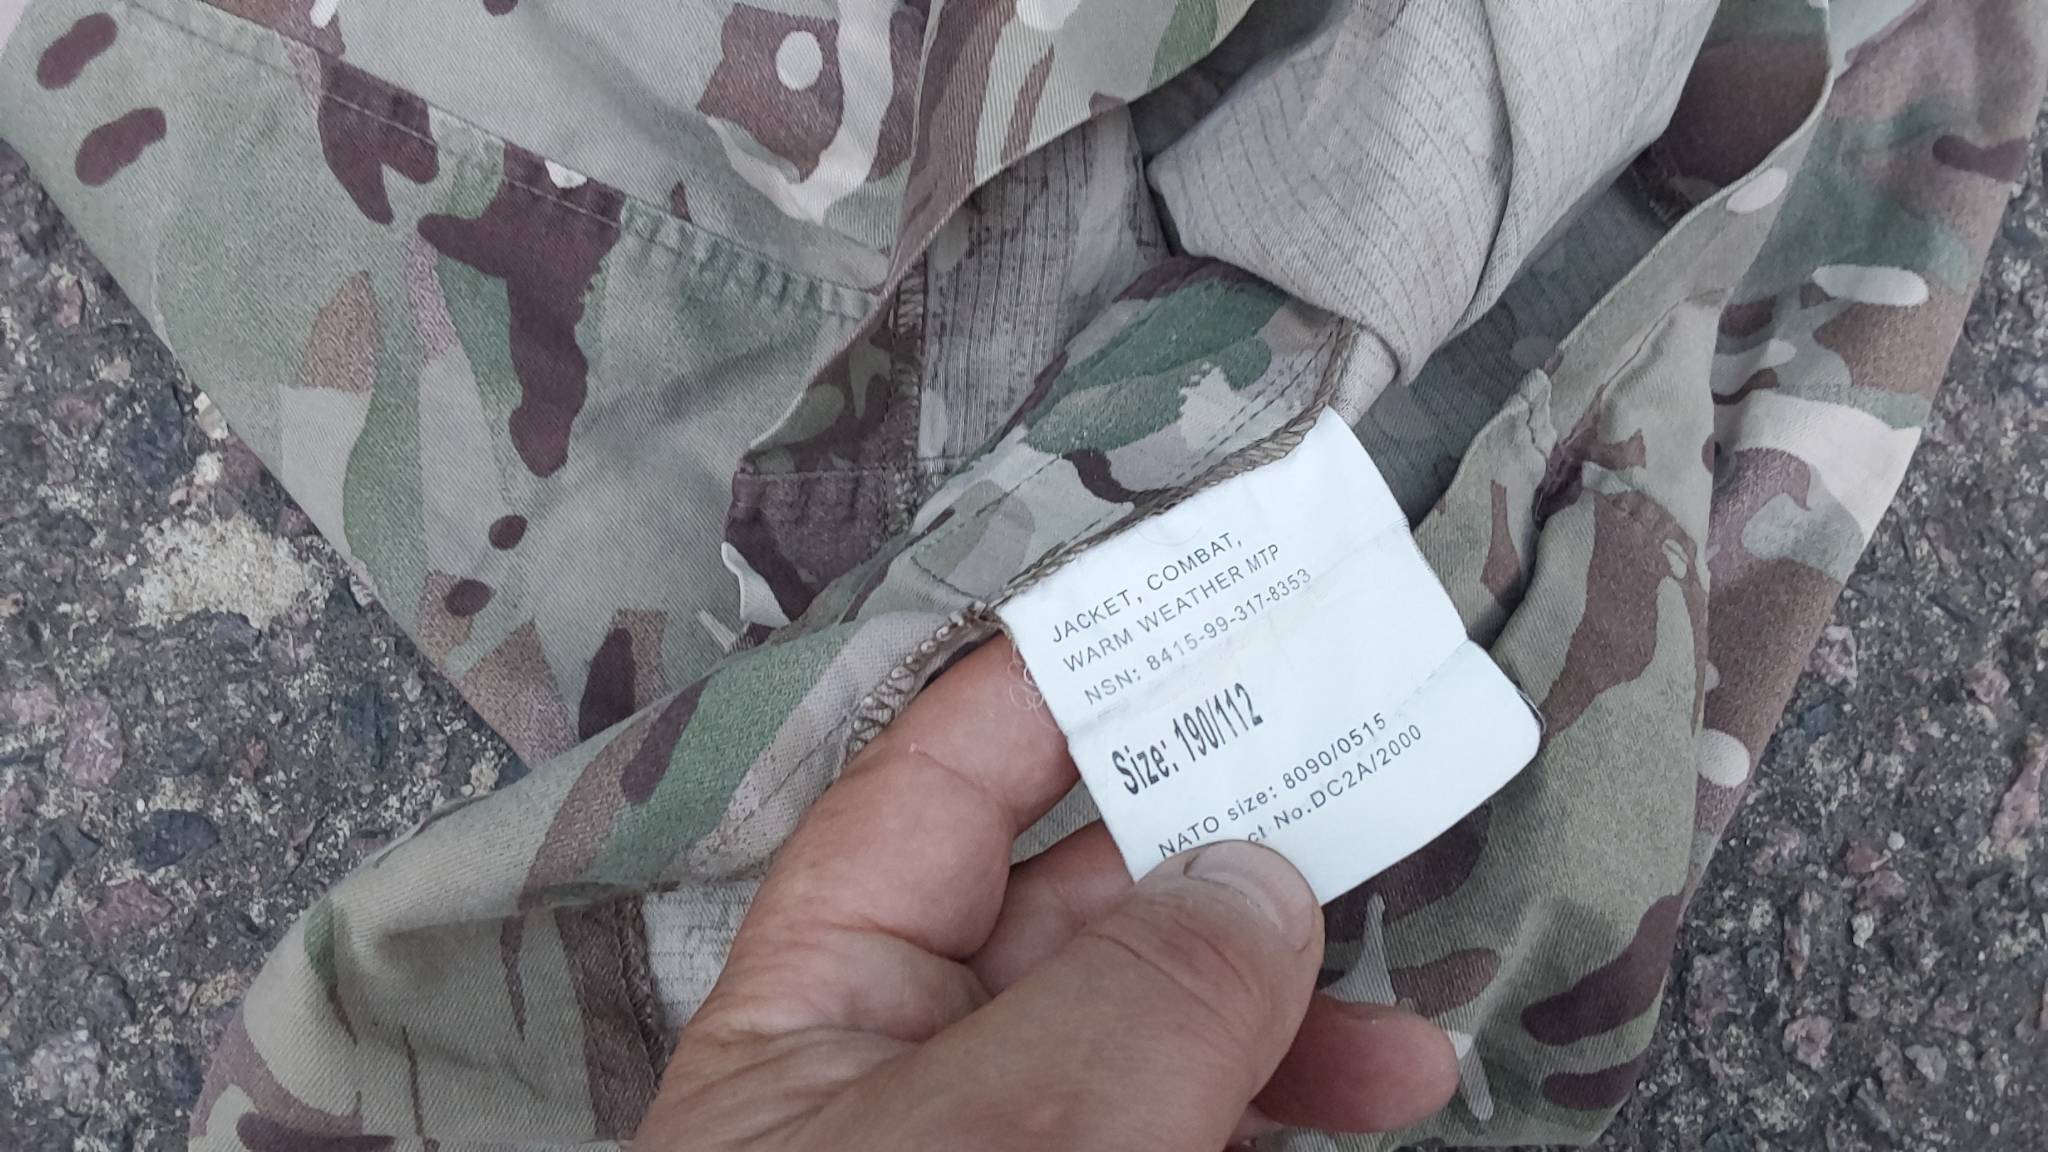 JACKET, COMBAT,
WARM WEATHER MTP
NSN: 8415-99-317-8353
Size: 190/112
NATO size: 8090/0515
No.DC2A/2000